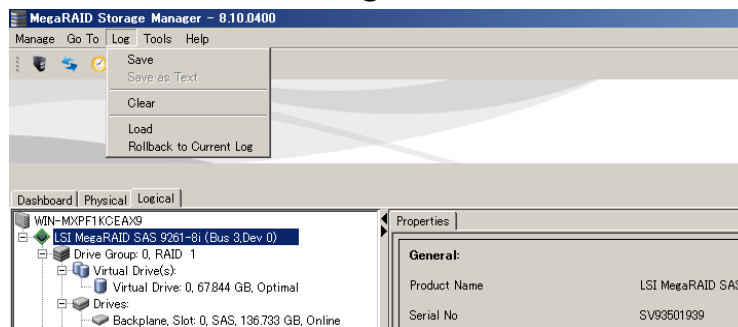 MegaRAID Storage Manager - 8.10.0400
Manage Go To Log Tools Help
Save
Save as Text
Clear
Load
Rollback to Current Log
Dashboard Physical Logical
WIN-MXPF1KCEAX9
LSI MegaRAID SAS 9261-8i (Bus 3,Dev 0)
Drive Group: 0, RAID 1
Virtual Drive(s):
Virtual Drive: 0, 67.844 GB, Optimal
Drives:
Backplane, Slot: 0, SAS, 136.733 GB, Online
Properties
General:
Product Name LSI MegaRAID SAS
Serial No SV93501939